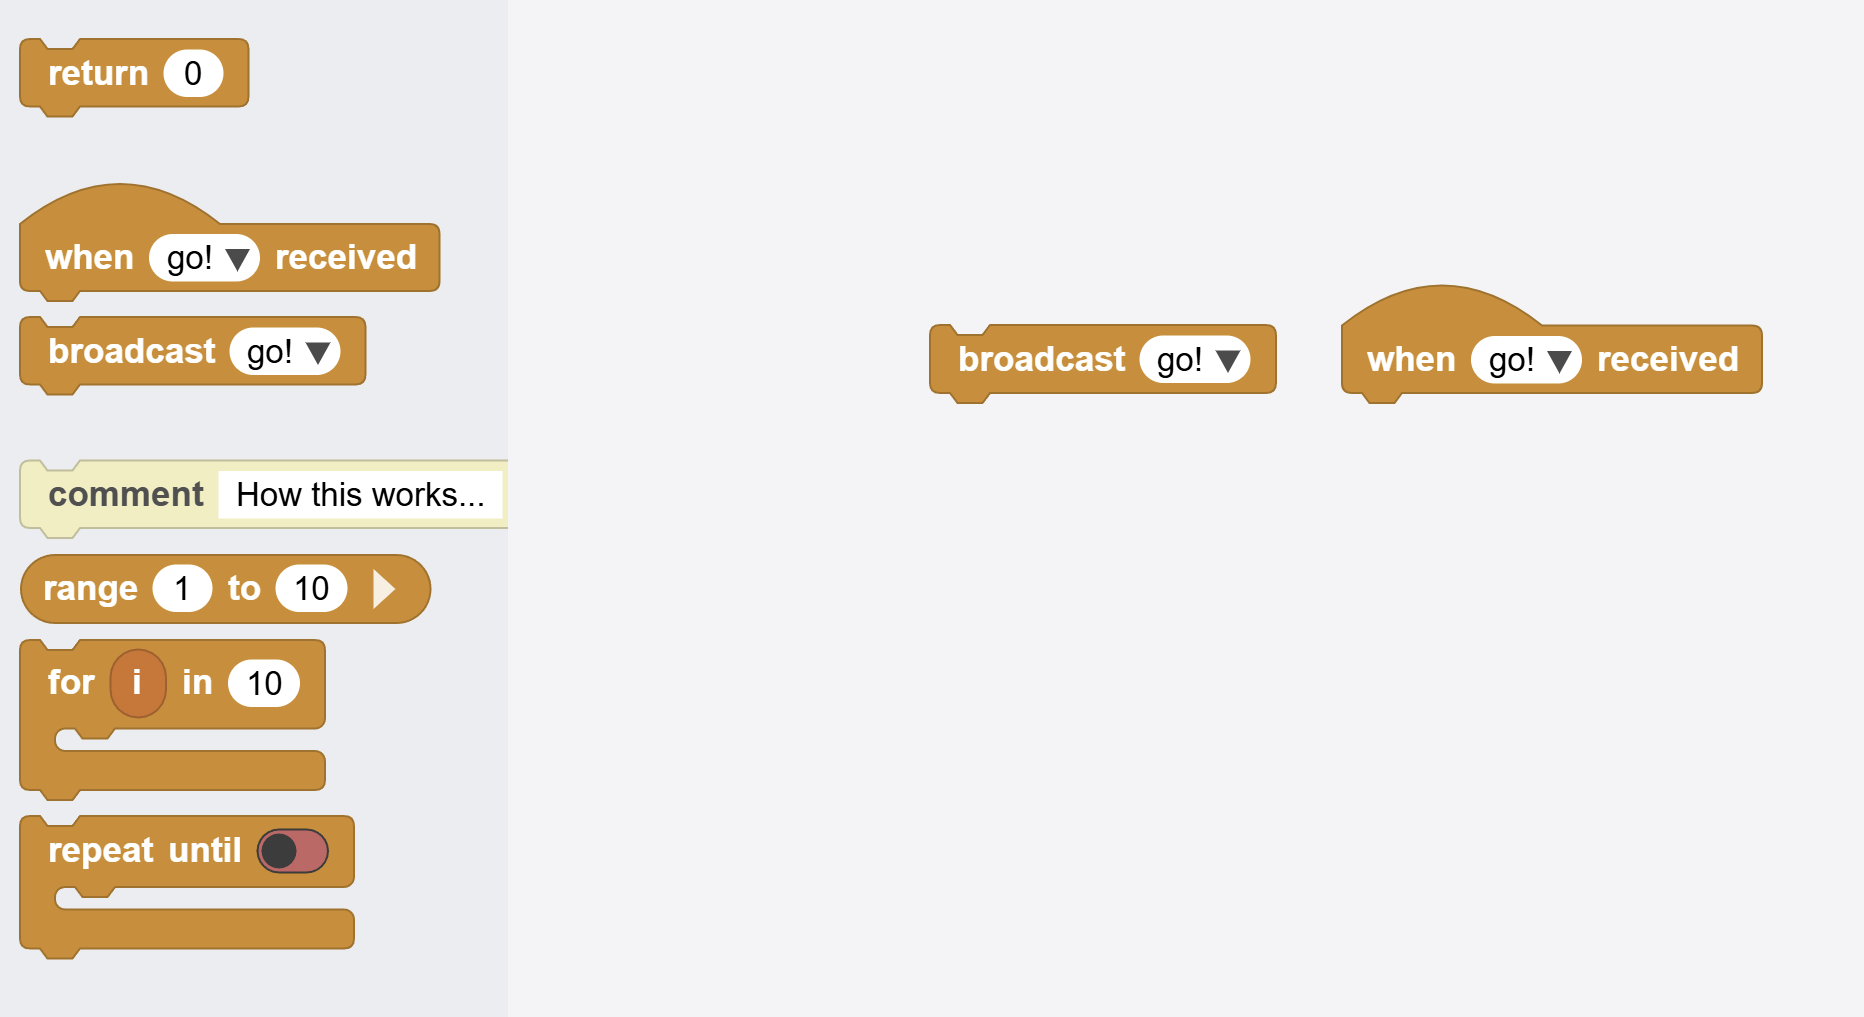 return 0
when go! received
broadcast go!
comment How this works...
range 1 to 10
for i in 10
repeat until
broadcast go!
when go! received